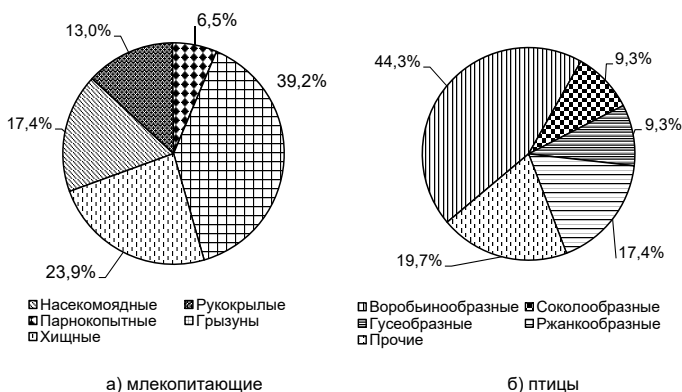 13,0%
6,5%
39,2%
17,4%
23,9%
Насекомоядные Рукокрылые
Парнокопытные Грызуны
Хищные
а) млекопитающие
44,3%
9,3%
9,3%
19,7%
17,4%
Воробьинообразные Соколообразные
Гусеобразные Ржанкообразные
Прочие
б) птицы